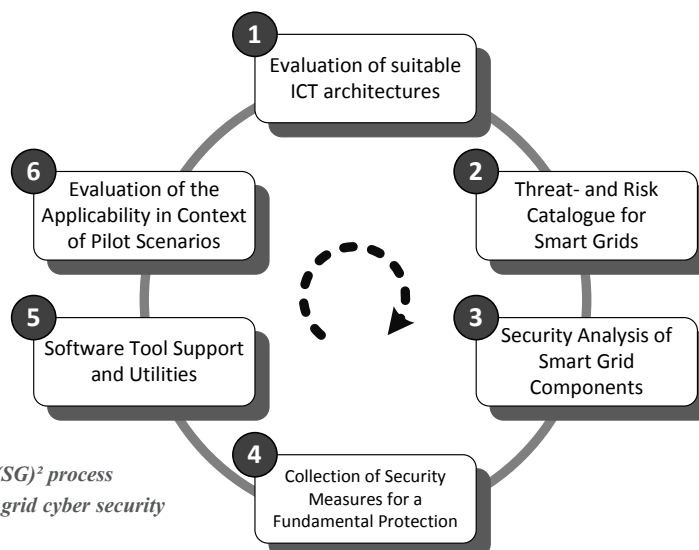 1
Evaluation of suitable
ICT architectures
2
Threat- and Risk
Catalogue for
Smart Grids
3
Security Analysis of
Smart Grid
Components
4
Collection of Security
Measures for a
Fundamental Protection
5
Software Tool Support
and Utilities
6
Evaluation of the
Applicability in Context
of Pilot Scenarios
(SG)² process
grid cyber security